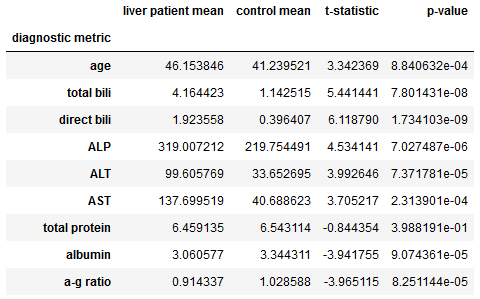 liver patient mean control mean t-statistic p-value
diagnostic metric
age 46.153846 41.239521 3.342369 8.840632e-04
total bili 4.164423 1.142515 5.441441 7.801431e-08
direct bili 1.923558 0.396407 6.118790 1.734103e-09
ALP 319.007212 219.754491 4.534141 7.027487e-06
ALT 99.605769 33.652695 3.992646 7.371781e-05
AST 137.699519 40.688623 3.705217 2.313901e-04
total protein 6.459135 6.543114 -0.844354 3.988191e-01
albumin 3.060577 3.344311 -3.941755 9.074361e-05
a-g ratio 0.914337 1.028588 -3.965115 8.251144e-05